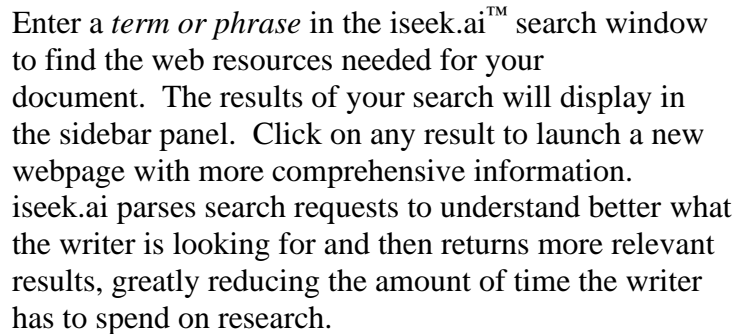 Enter a term or phrase in the iseek.ai™ search window
to find the web resources needed for your
document.  The results of your search will display in
the sidebar panel.  Click on any result to launch a new
webpage with more comprehensive information.
iseek.ai parses search requests to understand better what
the writer is looking for and then returns more relevant
results, greatly reducing the amount of time the writer
has to spend on research.